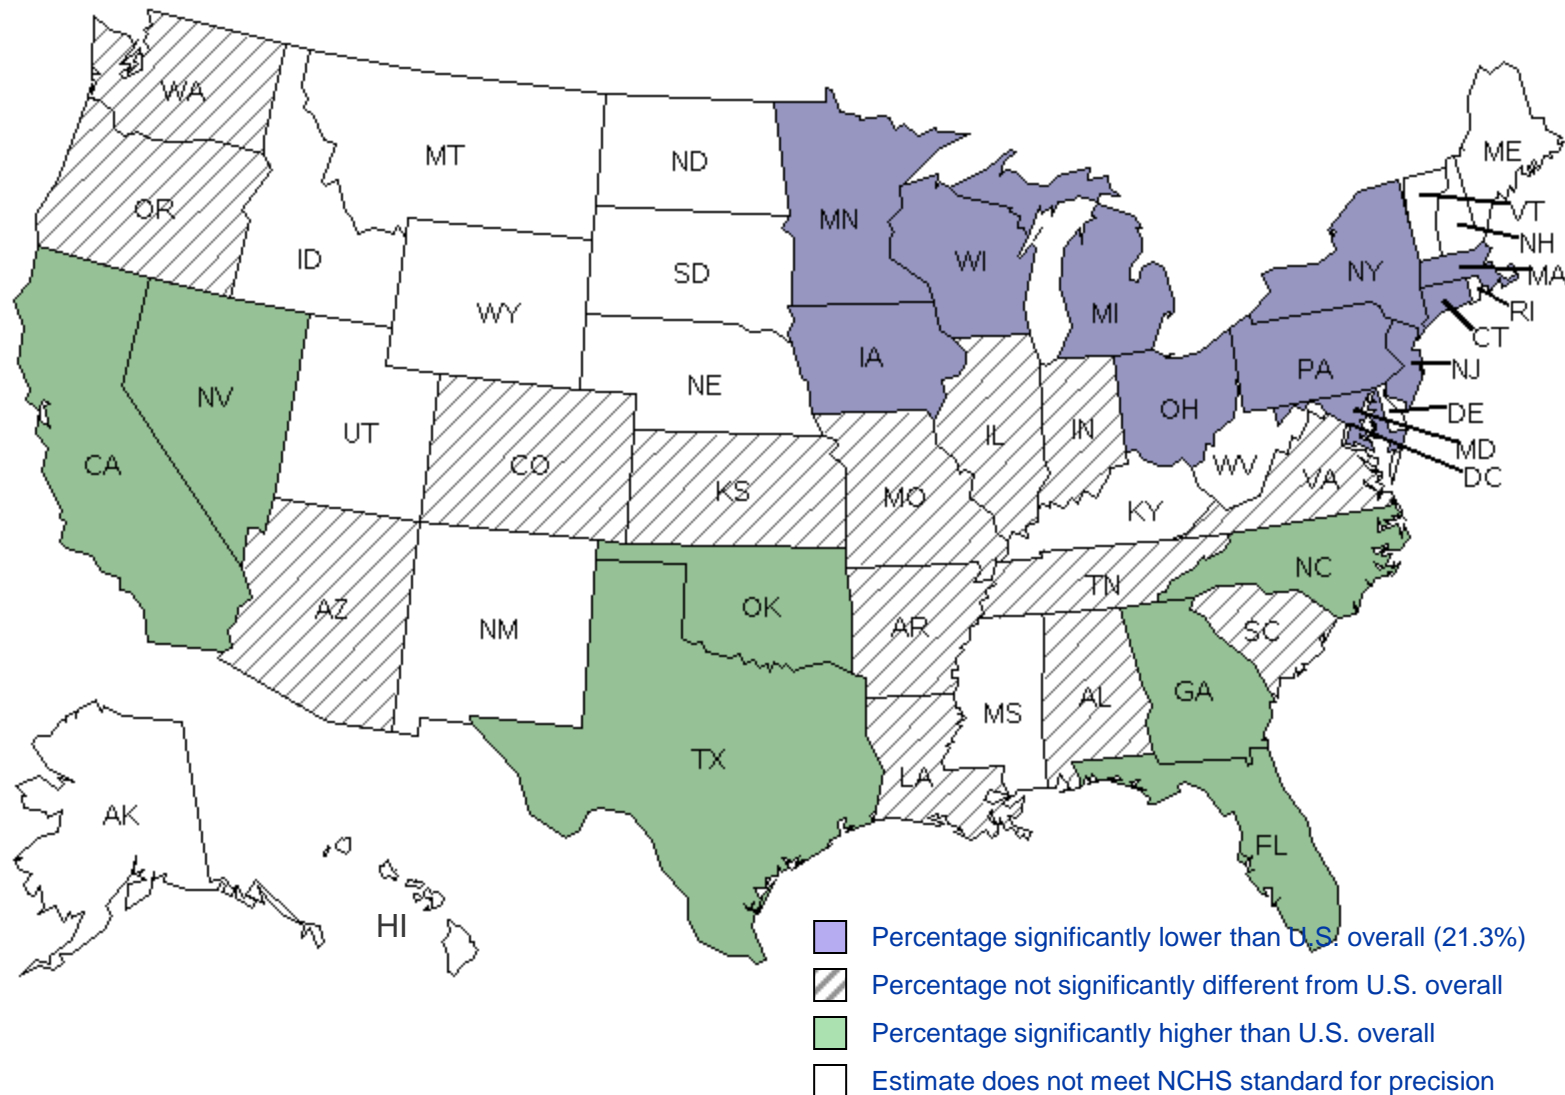 WA
MT
ND
ME
OR
MN
VT
ID
SD
WI
NY
NH
MA
WY
MI
RI
CT
IA
NV
NE
PA
NJ
UT
OH
DE
CA
CO
KS
IL
IN
MD
MO
WV
VA
DC
KY
AZ
OK
TN
NC
NM
AR
SC
TX
MS
AL
GA
LA
AK
FL
HI
Percentage significantly lower than U.S. overall (21.3%)
Percentage not significantly different from U.S. overall
Percentage significantly higher than U.S. overall
Estimate does not meet NCHS standard for precision